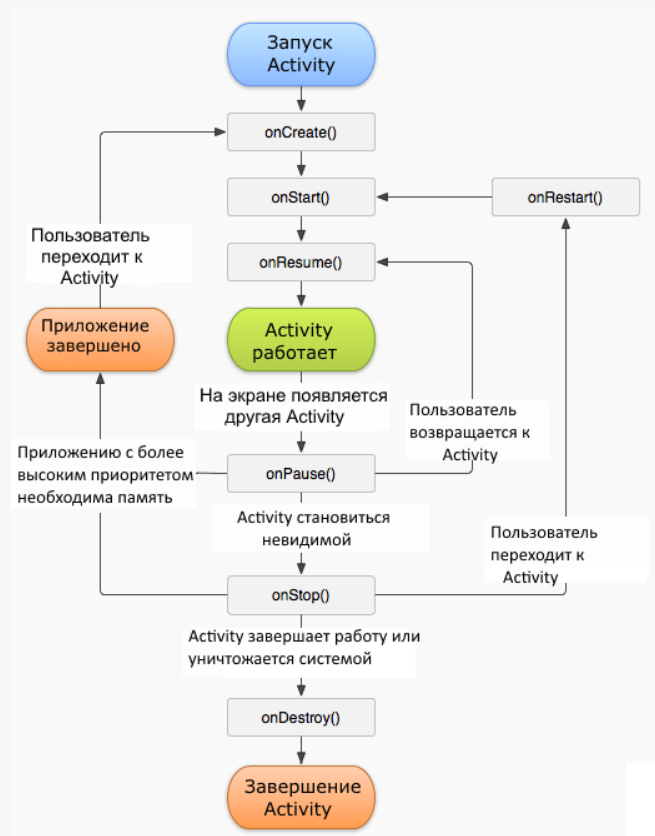 Запуск
Activity
onCreate()
onStart()
onRestart()
Пользователь
переходит к
Activity
onResume()
Приложение
завершено
Activity
работает
На экране появляется
другая Activity
Пользователь
возвращается к
Activity
Приложению с более
высоким приоритетом
необходима память
onPause()
Activity становиться
невидимой
Пользователь
переходит к
Activity
onStop()
Activity завершает работу или
уничтожается системой
onDestroy()
Завершение
Activity